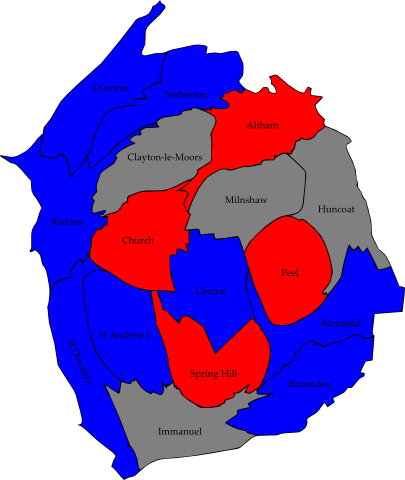 Overton
Netherton
Altham
Clayton-le-Moors
Milnshaw
Huncoat
Rishton
Church
Peel
Central
Barnfield
St Andrew's
St Oswald's
Spring Hill
Baxenden
Immanuel